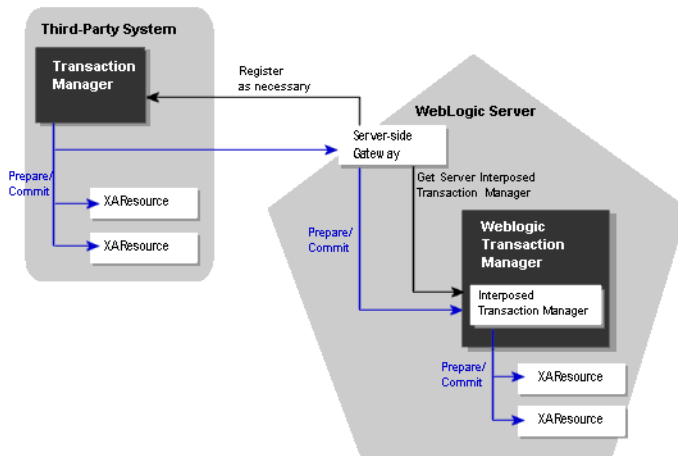 Third-Party System
Transaction
Manager
Register
as necessary
WebLogic Server
Server-side
Gateway
Prepare/
Commit
XAResource
XAResource
Get Server Interposed
Transaction Manager
Prepare/
Commit
Weblogic
Transaction
Manager
Interposed
Transaction Manager
Prepare/
Commit
XAResource
XAResource